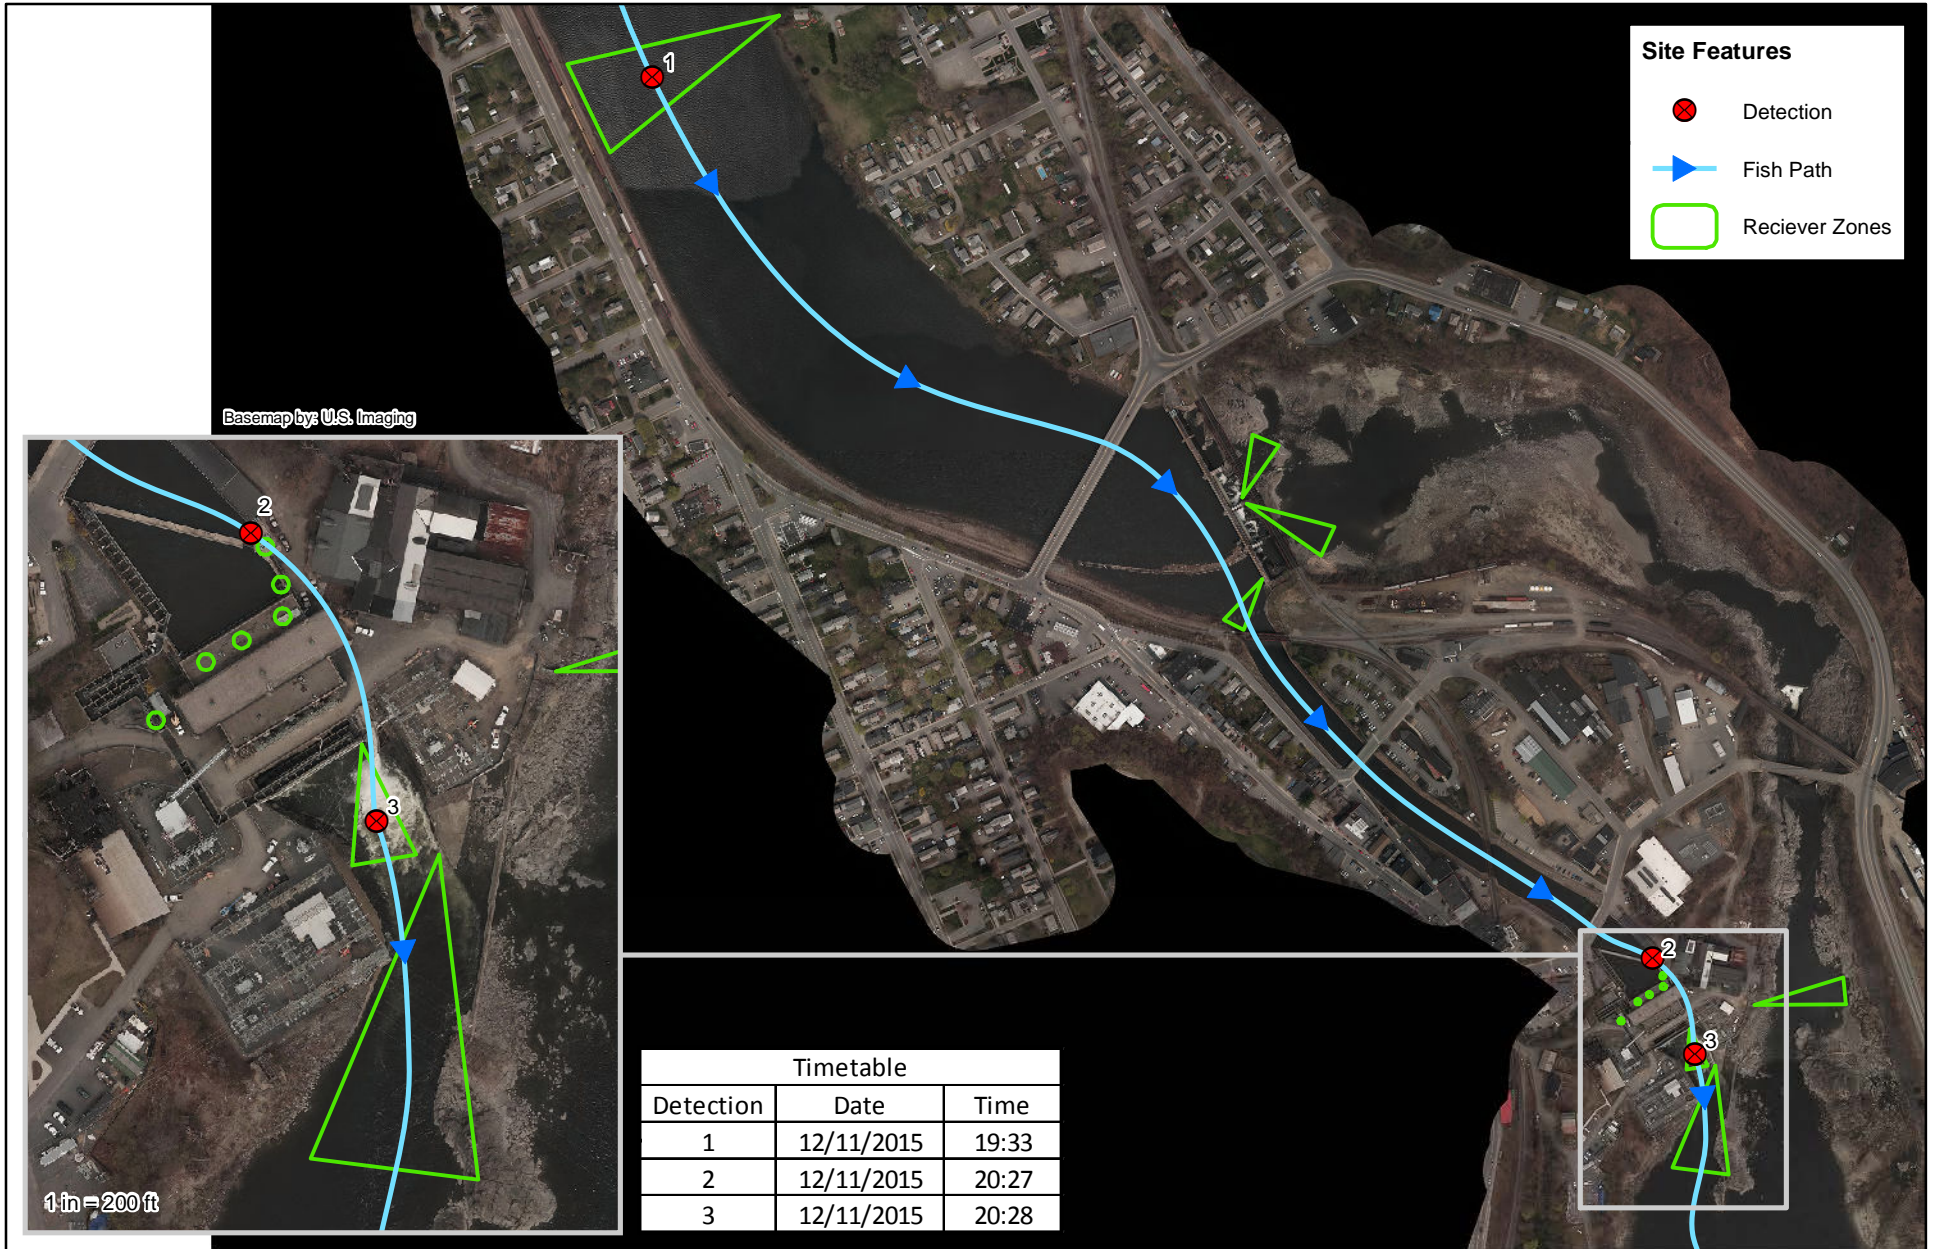 Site Features
Detection
Fish Path
Reciever Zones
1
Basemap by: U.S. Imaging
2
3
1 in = 200 ft
2
3
Timetable
Detection Date Time
1 12/11/2015 19:33
2 12/11/2015 20:27
3 12/11/2015 20:28